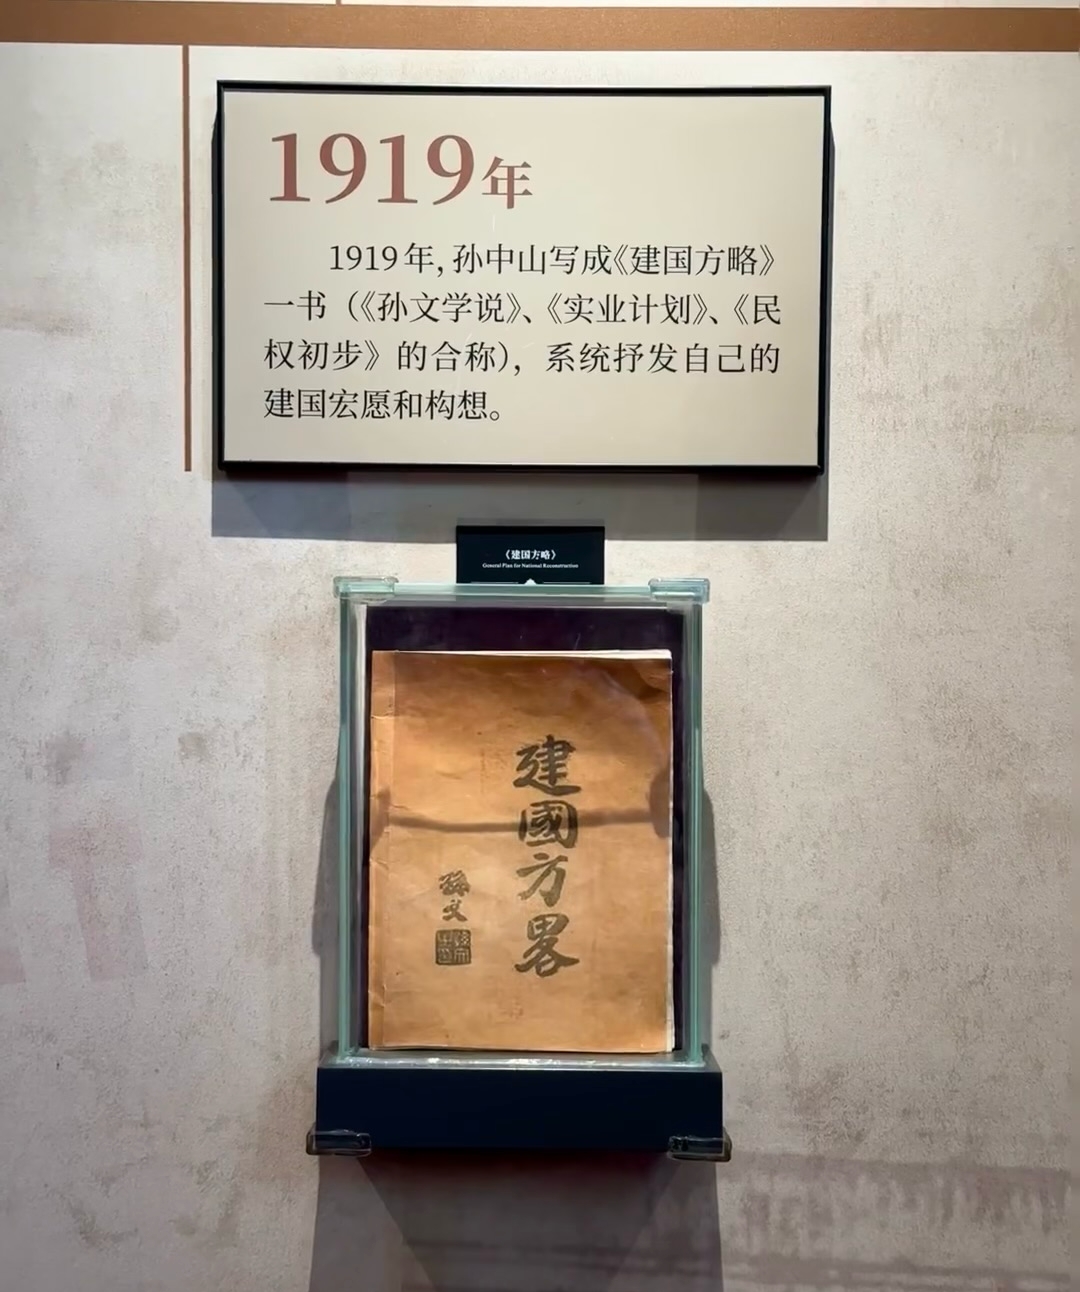 1919年
1919年,孙中山写成《建国方略》
一书（《孙文学说》、《实业计划》、《民
权初步》的合称），系统抒发自己的
建国宏愿和构想。
《建国方略》
General Plan for National Reconstruction
建國方畧
孫文